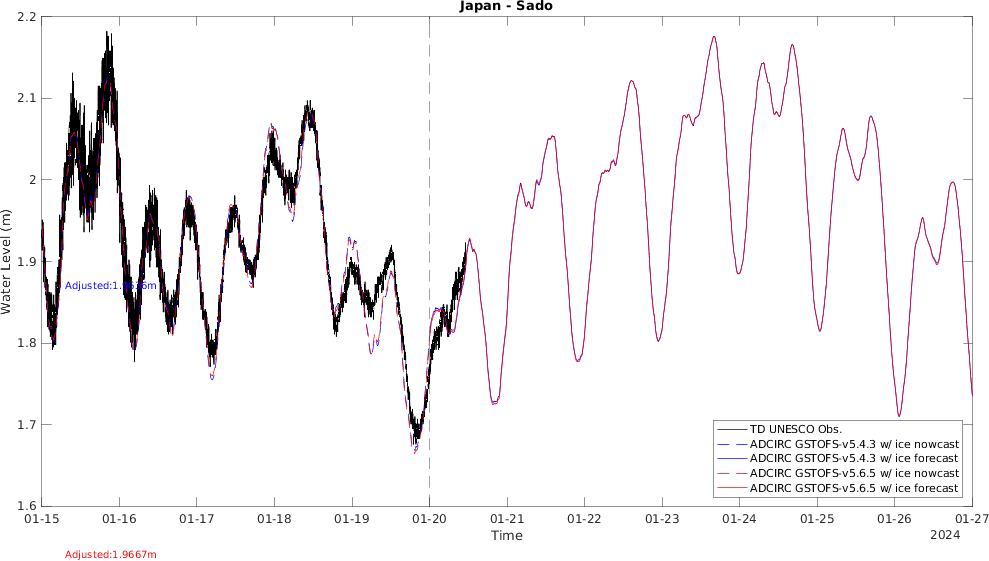 Japan - Sado
2.2
2.1
2
1.9
1.8
1.7
1.6
Water Level (m)
Adjusted:
TD UNESCO Obs.
ADCIRC GSTOFS-v5.4.3 w/ ice nowcast
ADCIRC GSTOFS-v5.4.3 w/ ice forecast
ADCIRC GSTOFS-v5.6.5 w/ ice nowcast
ADCIRC GSTOFS-v5.6.5 w/ ice forecast
01-15 01-16 01-17 01-18 01-19 01-20 01-21 01-22 01-23 01-24 01-25 01-26 01-27
Time
2024
Adjusted:1.9667m